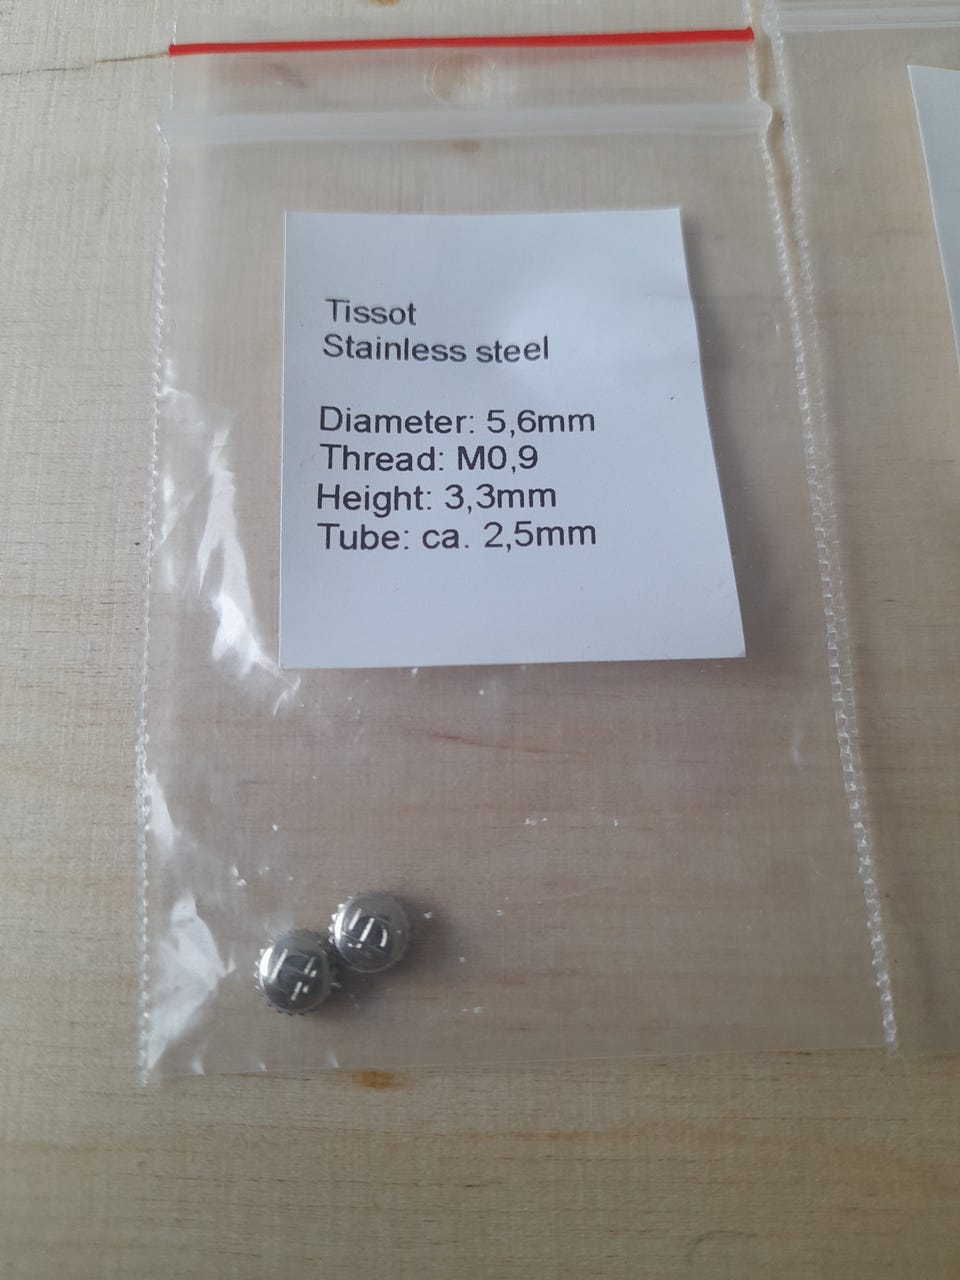 Tissot
Stainless steel
Diameter: 5,6mm
Thread: M0,9
Height: 3,3mm
Tube: ca. 2,5mm